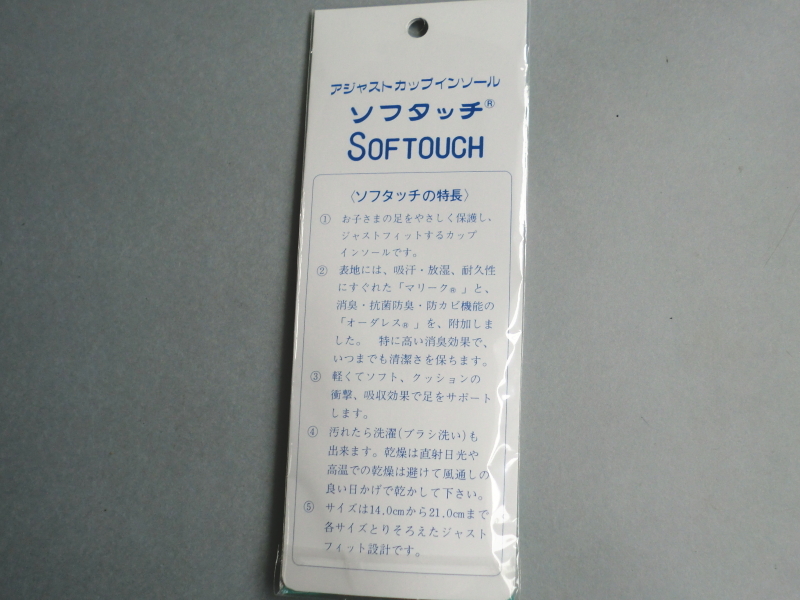 アジャストカップインソール
ソフタッチ®
SOFTOUCH
〈ソフタッチの特長〉
① お子さまの足をやさしく保護し、
ジャストフィットするカップ
インソールです。
② 表地には、吸汗・放湿、耐久性
にすぐれた「マリーク®」と、
消臭・抗菌防臭・防カビ機能の
「オーダレス®」を、附加しま
した。 特に高い消臭効果で、
いつまでも清潔さを保ちます。
③ 軽くてソフト、クッションの
衝撃、吸収効果で足をサポート
します。
④ 汚れたら洗濯(ブラシ洗い)も
出来ます。乾燥は直射日光や
高温での乾燥は避けて風通しの
良い日かげで乾かして下さい。
⑤ サイズは14.0cmから21.0cmまで
各サイズとりそろえたジャスト
フィット設計です。